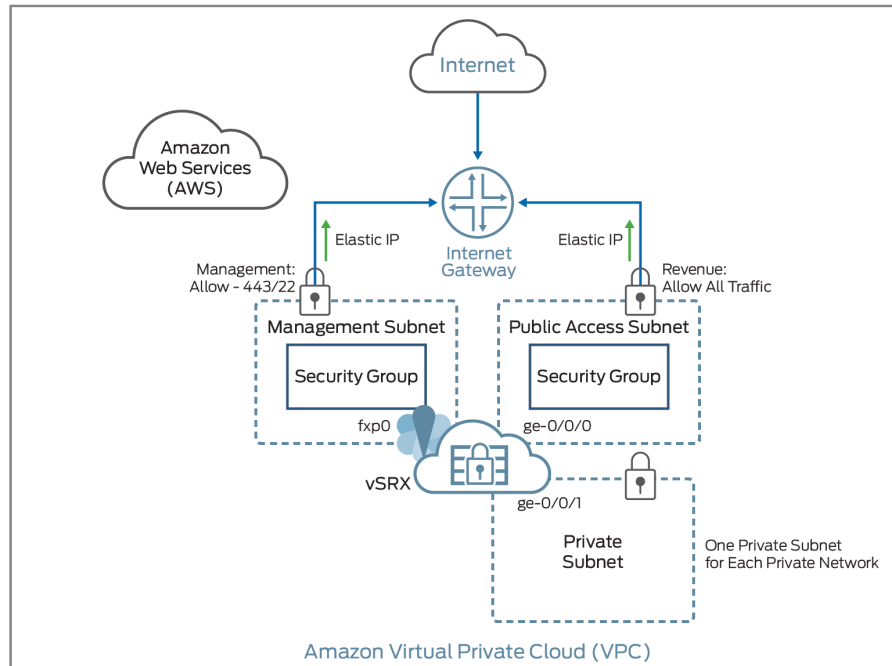 Internet
Amazon
Web Services
(AWS)
Elastic IP
Elastic IP
Internet
Gateway
Management:
Allow - 443/22
Revenue:
Allow All Traffic
Management Subnet
Public Access Subnet
Security Group
Security Group
fxp0
ge-0/0/0
vSRX
ge-0/0/1
Private
Subnet
One Private Subnet
for Each Private Network
Amazon Virtual Private Cloud (VPC)